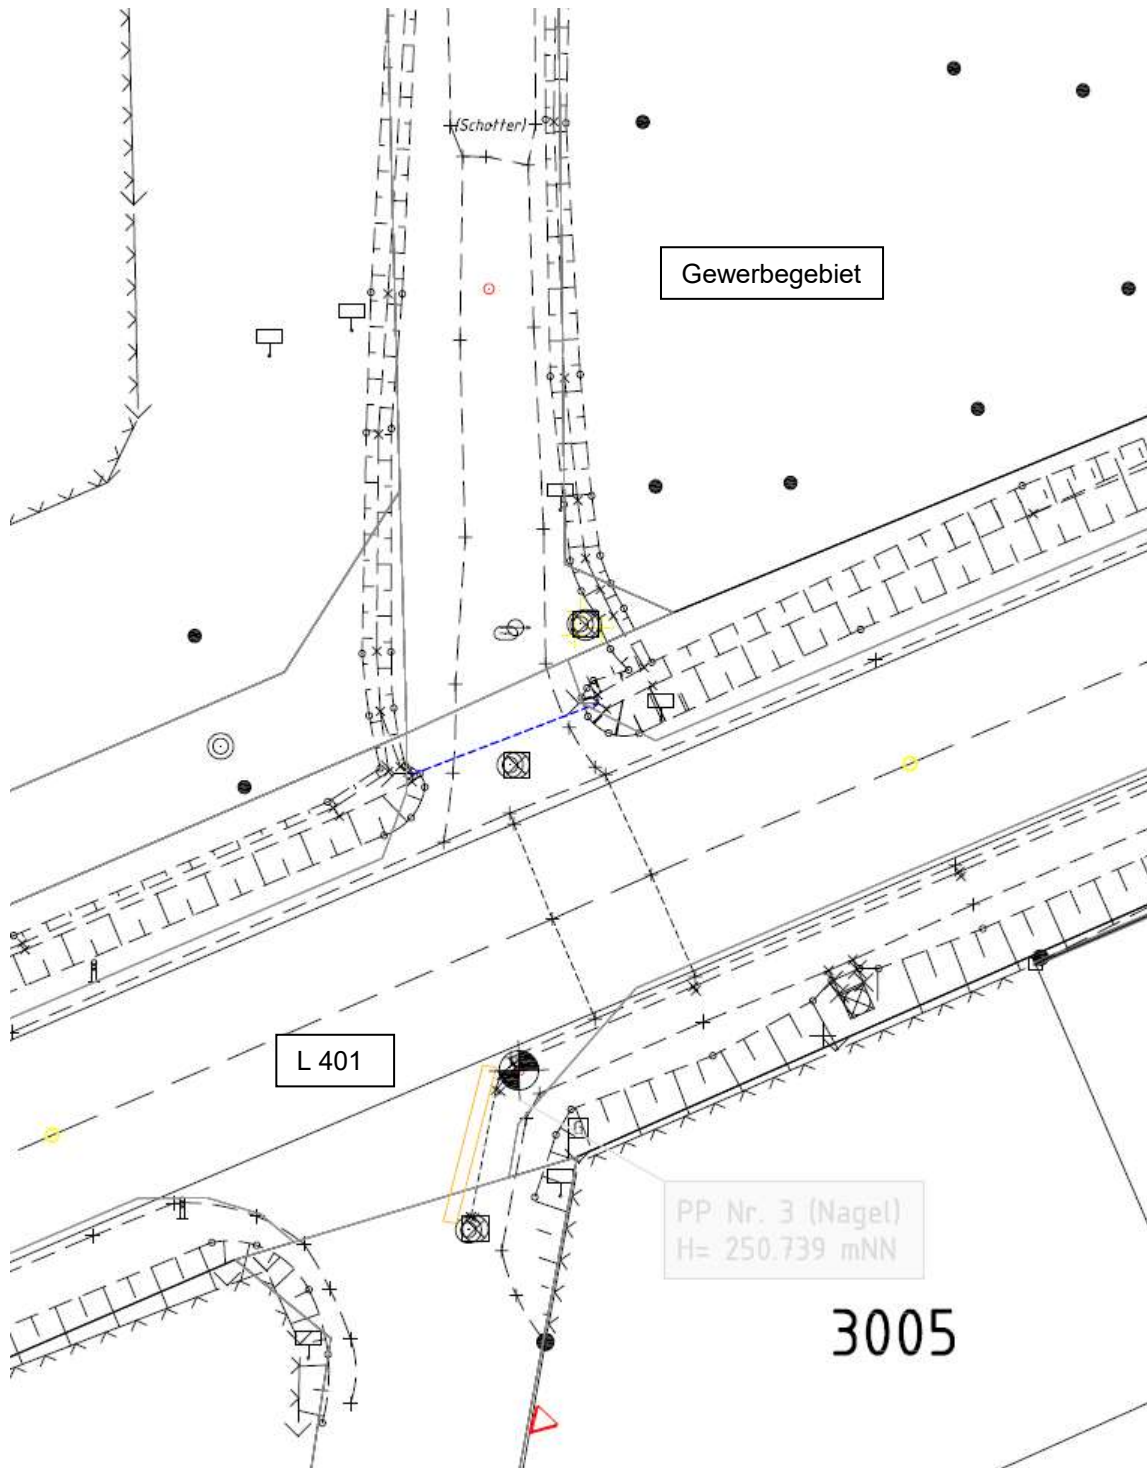 (Schotter)
Gewerbegebiet
L 401
PP Nr. 3 (Nagel)
H= 250.739 mNN
3005